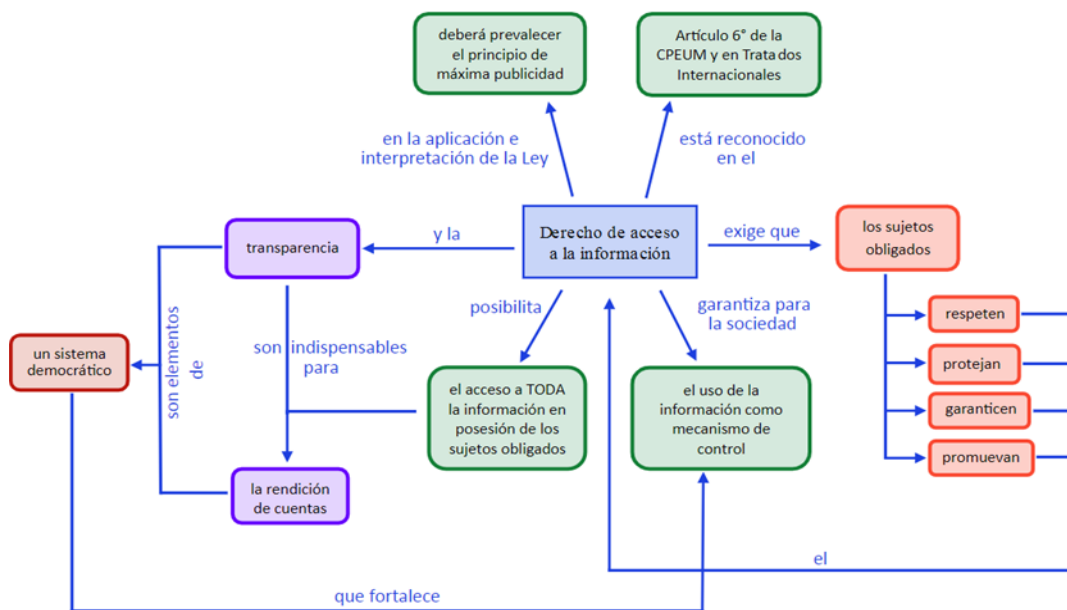 deberá prevalecer
el principio de
máxima publicidad
Artículo 6° de la
CPEUM y en Tratados
Internacionales
en la aplicación e
interpretación de la Ley
está reconocido
en el
Derecho de acceso
a la información
y la
transparencia
exige que
los sujetos
obligados
posibilita
garantiza para
la sociedad
respeten
protejan
garanticen
promuevan
son elementos
de
un sistema
democrático
son indispensables
para
el acceso a TODA
la información en
posesión de los
sujetos obligados
el uso de la
información como
mecanismo de
control
la rendición
de cuentas
el
que fortalece